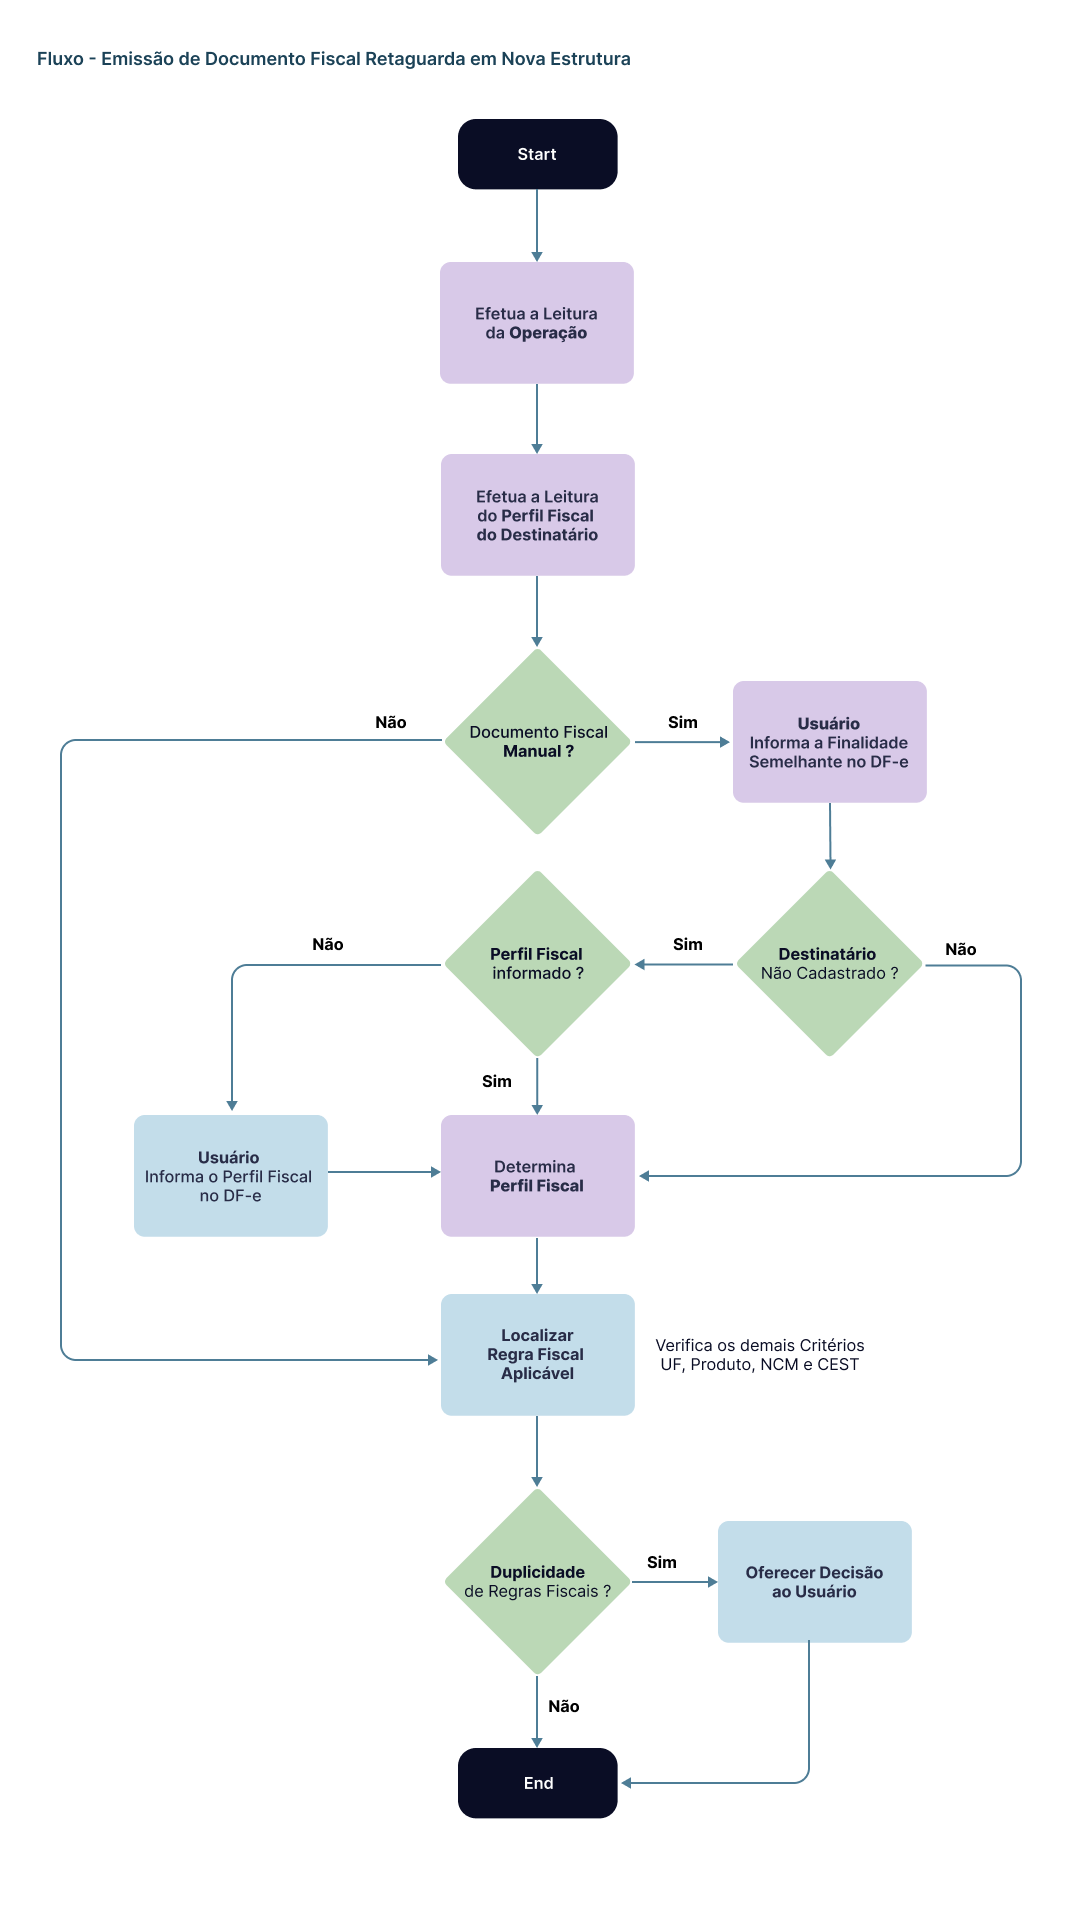 Fluxo - Emissão de Documento Fiscal Retaguarda em Nova Estrutura
Start
Efetua a Leitura
da Operação
Efetua a Leitura
do Perfil Fiscal
do Destinatário
Não
Documento Fiscal
Manual ?
Sim
Usuário
Informa a Finalidade
Semelhante no DF-e
Não
Perfil Fiscal
informado ?
Sim
Destinatário
Não Cadastrado ?
Não
Sim
Usuário
Informa o Perfil Fiscal
no DF-e
Determina
Perfil Fiscal
Localizar
Regra Fiscal
Aplicável
Verifica os demais Critérios
UF, Produto, NCM e CEST
Duplicidade
de Regras Fiscais ?
Sim
Oferecer Decisão
ao Usuário
Não
End